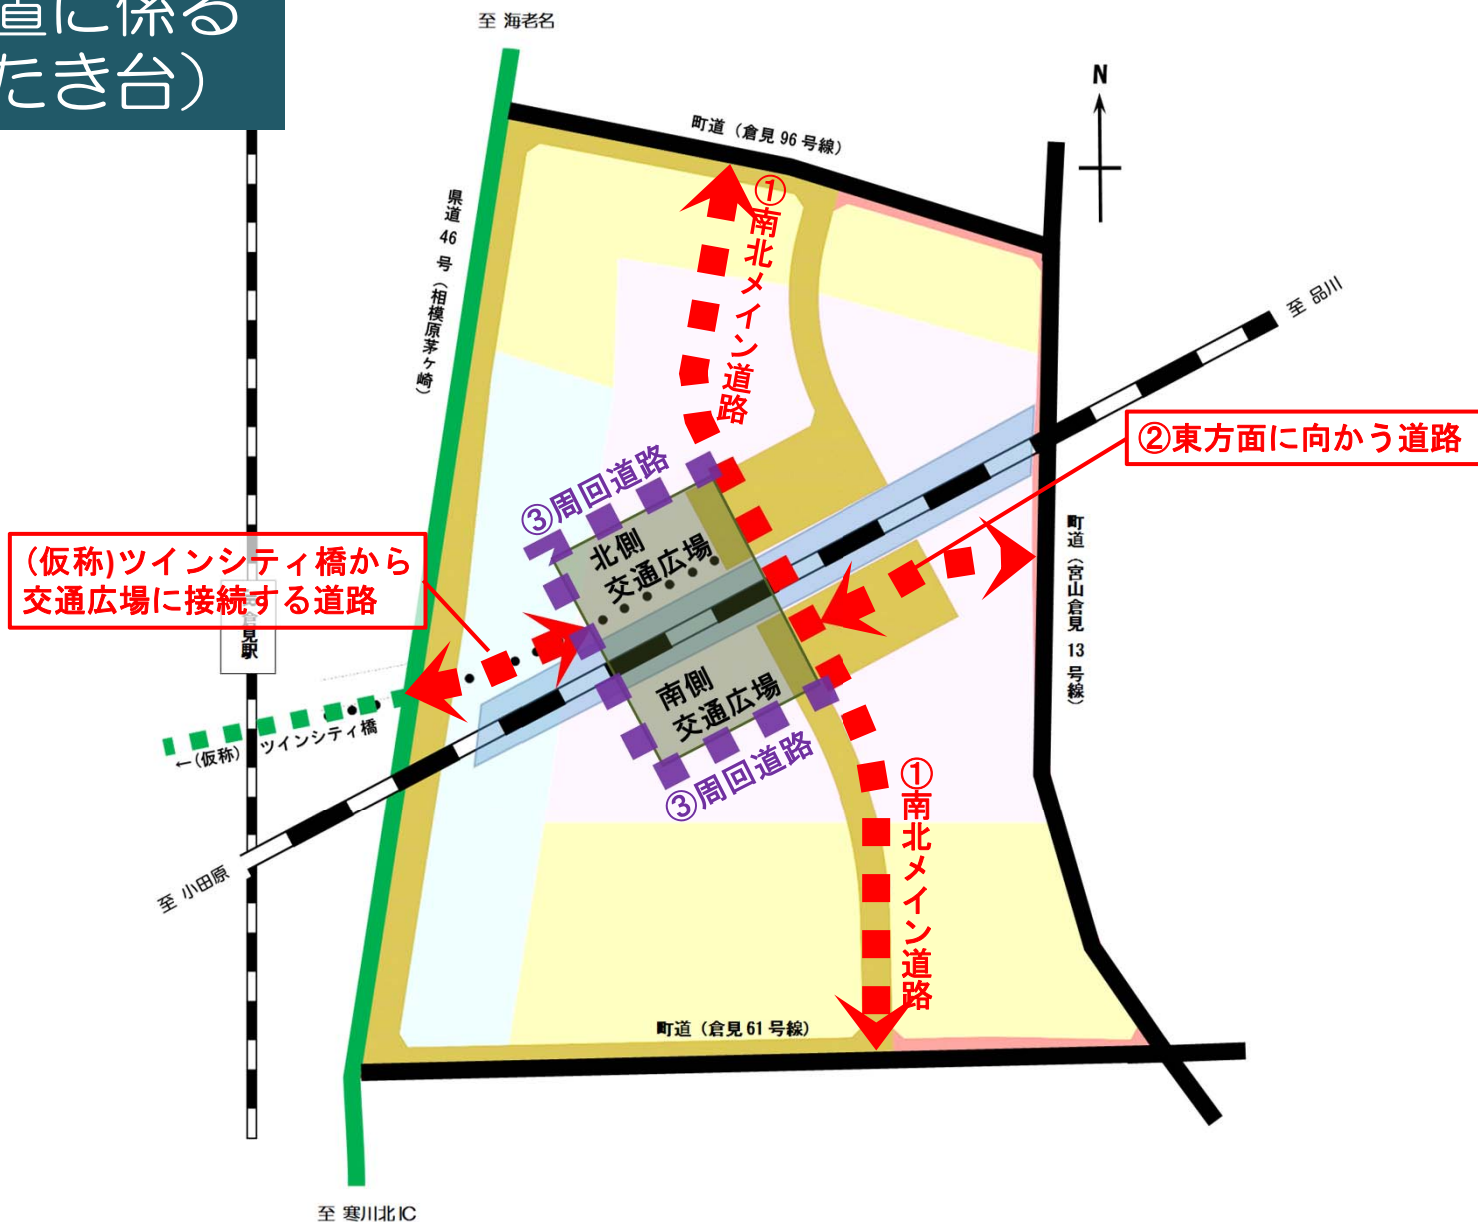 置に係る
たき台）
至 海老名
N
町道（倉見 96 号線）
県道 46 号（相模原茅ヶ崎）
①南北メイン道路
至 品川
②東方面に向かう道路
③周回道路
北側
交通広場
(仮称)ツインシティ橋から
交通広場に接続する道路
倉見駅
町道（宮山倉見 13 号線）
南側
交通広場
←(仮称) ツインシティ橋
③周回道路
①南北メイン道路
至 小田原
町道（倉見 61 号線）
至 寒川北IC